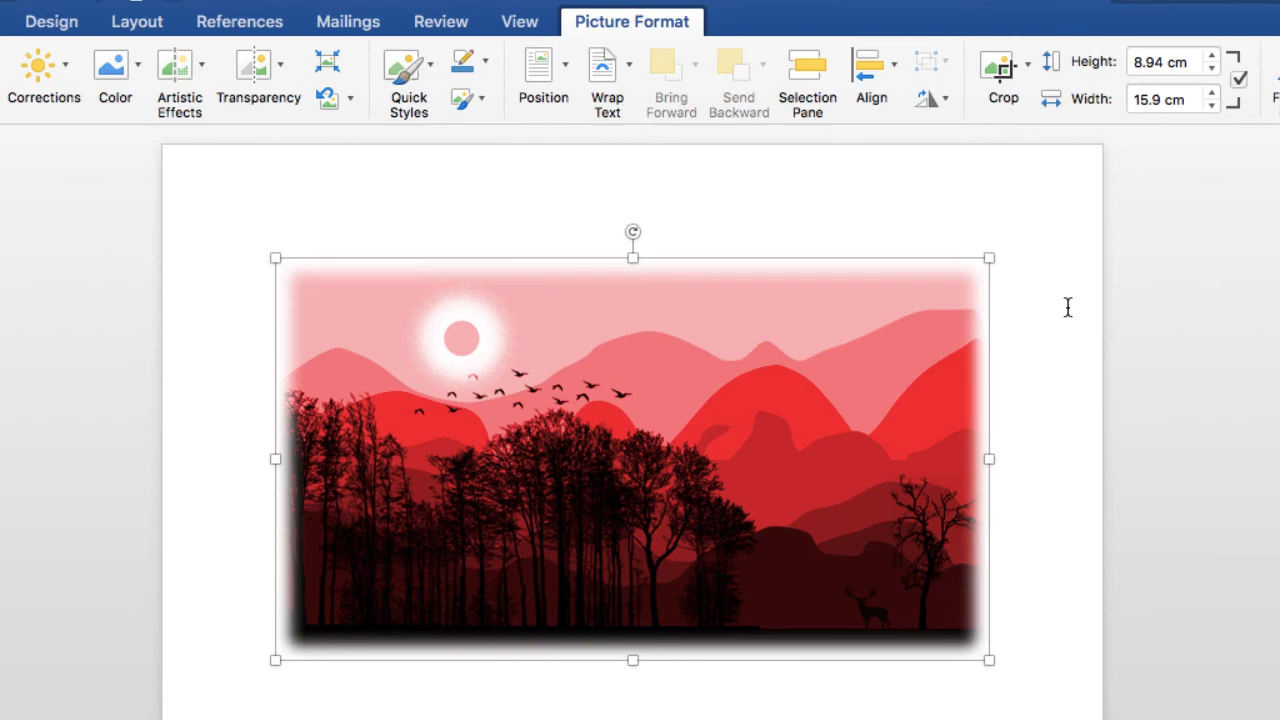 Design Layout References Mailings Review View Picture Format
Corrections Color Artistic Effects Transparency Quick Styles Position Wrap Text Bring Forward Send Backward Selection Pane Align Crop
Height: 8.94 cm
Width: 15.9 cm